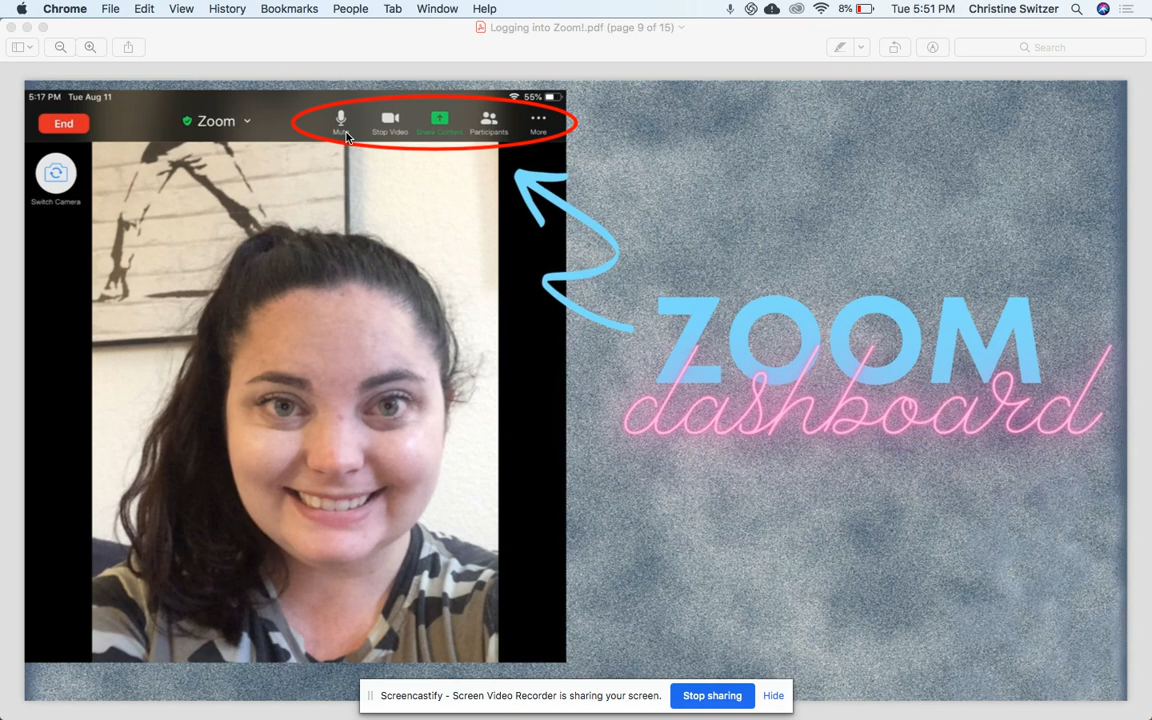 Chrome File Edit View History Bookmarks People Tab Window Help 8% Tue 5:51 PM Christine Switzer
Logging into Zoom!.pdf (page 9 of 15)
Search
5:17 PM Tue Aug 11 55%
End Zoom Mute Stop Video Share Content Participants More
Switch Camera
ZOOM
dashboard
Screencastify - Screen Video Recorder is sharing your screen. Stop sharing Hide